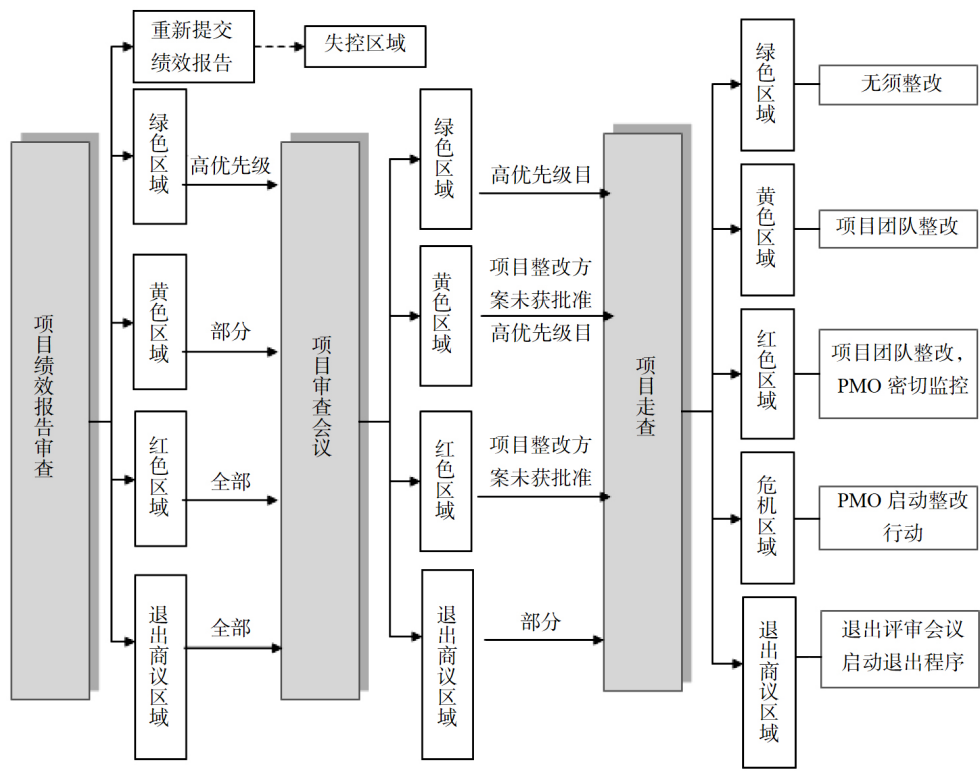 项目绩效报告审查
重新提交
绩效报告
失控区域
绿色区域
高优先级
黄色区域
部分
红色区域
全部
退出商议区域
全部
项目审查会议
绿色区域
高优先级目
黄色区域
项目整改方
案未获批准
高优先级目
红色区域
项目整改方
案未获批准
退出商议区域
部分
项目走查
绿色区域
无须整改
黄色区域
项目团队整改
红色区域
项目团队整改，
PMO 密切监控
危机区域
PMO 启动整改
行动
退出商议区域
退出评审会议
启动退出程序